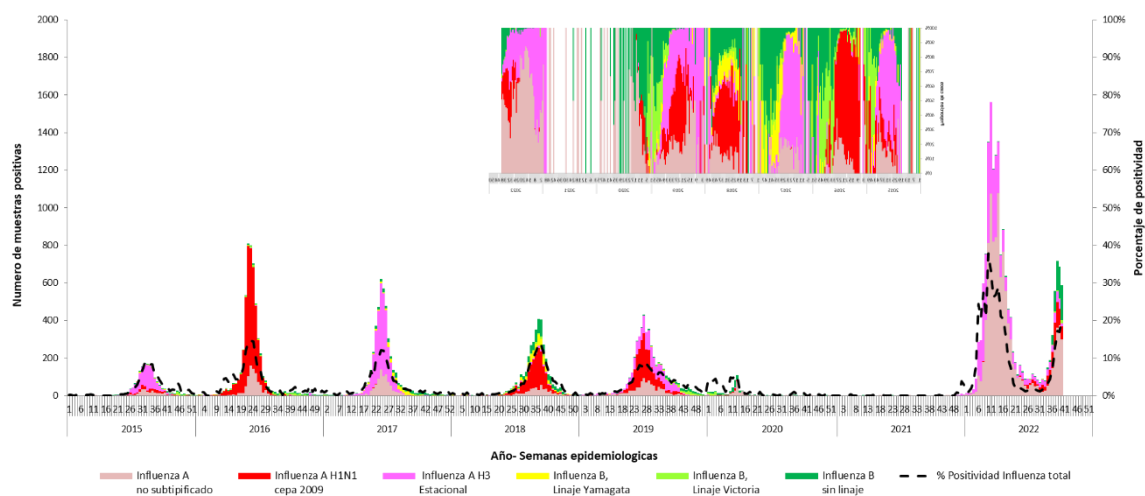 2000
1800
1600
1400
1200
1000
800
600
400
200
0
Numero de muestras positivas
100%
90%
80%
70%
60%
50%
40%
30%
20%
10%
0%
Porcentaje de positividad
1 6 11 16 21 26 31 36 41 46 51 4 9 14 19 24 29 34 39 44 49 2 7 12 17 22 27 32 37 42 47 52 5 10 15 20 25 30 35 40 45 50 3 8 13 18 23 28 33 38 43 48 1 6 11 16 21 26 31 36 41 46 51 3 8 13 18 23 28 33 38 43 48 1 6 11 16 21 26 31 36 41 46 51
2015 2016 2017 2018 2019 2020 2021 2022
Año- Semanas epidemiologicas
Influenza A no subtipificado
Influenza A H1N1 cepa 2009
Influenza A H3 Estacional
Influenza B, Linaje Yamagata
Influenza B, Linaje Victoria
Influenza B sin linaje
% Positividad Influenza total